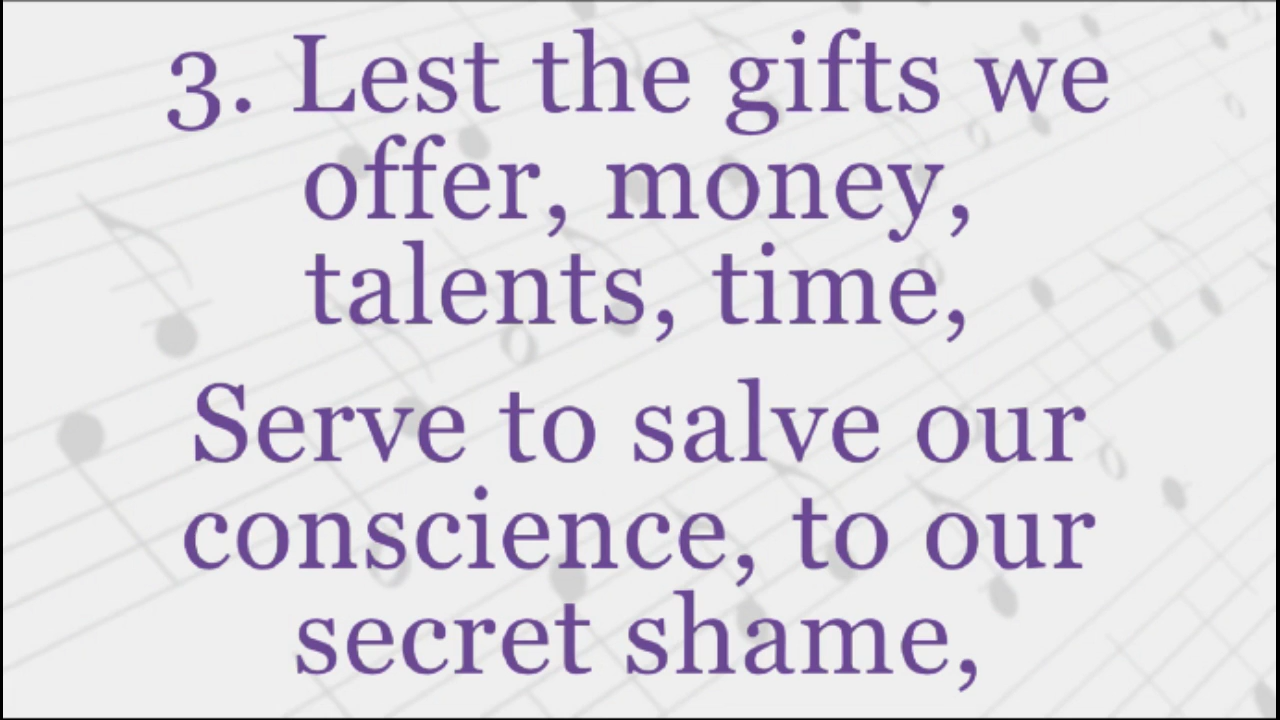 3. Lest the gifts we
offer, money,
talents, time,
Serve to salve our
conscience, to our
secret shame,